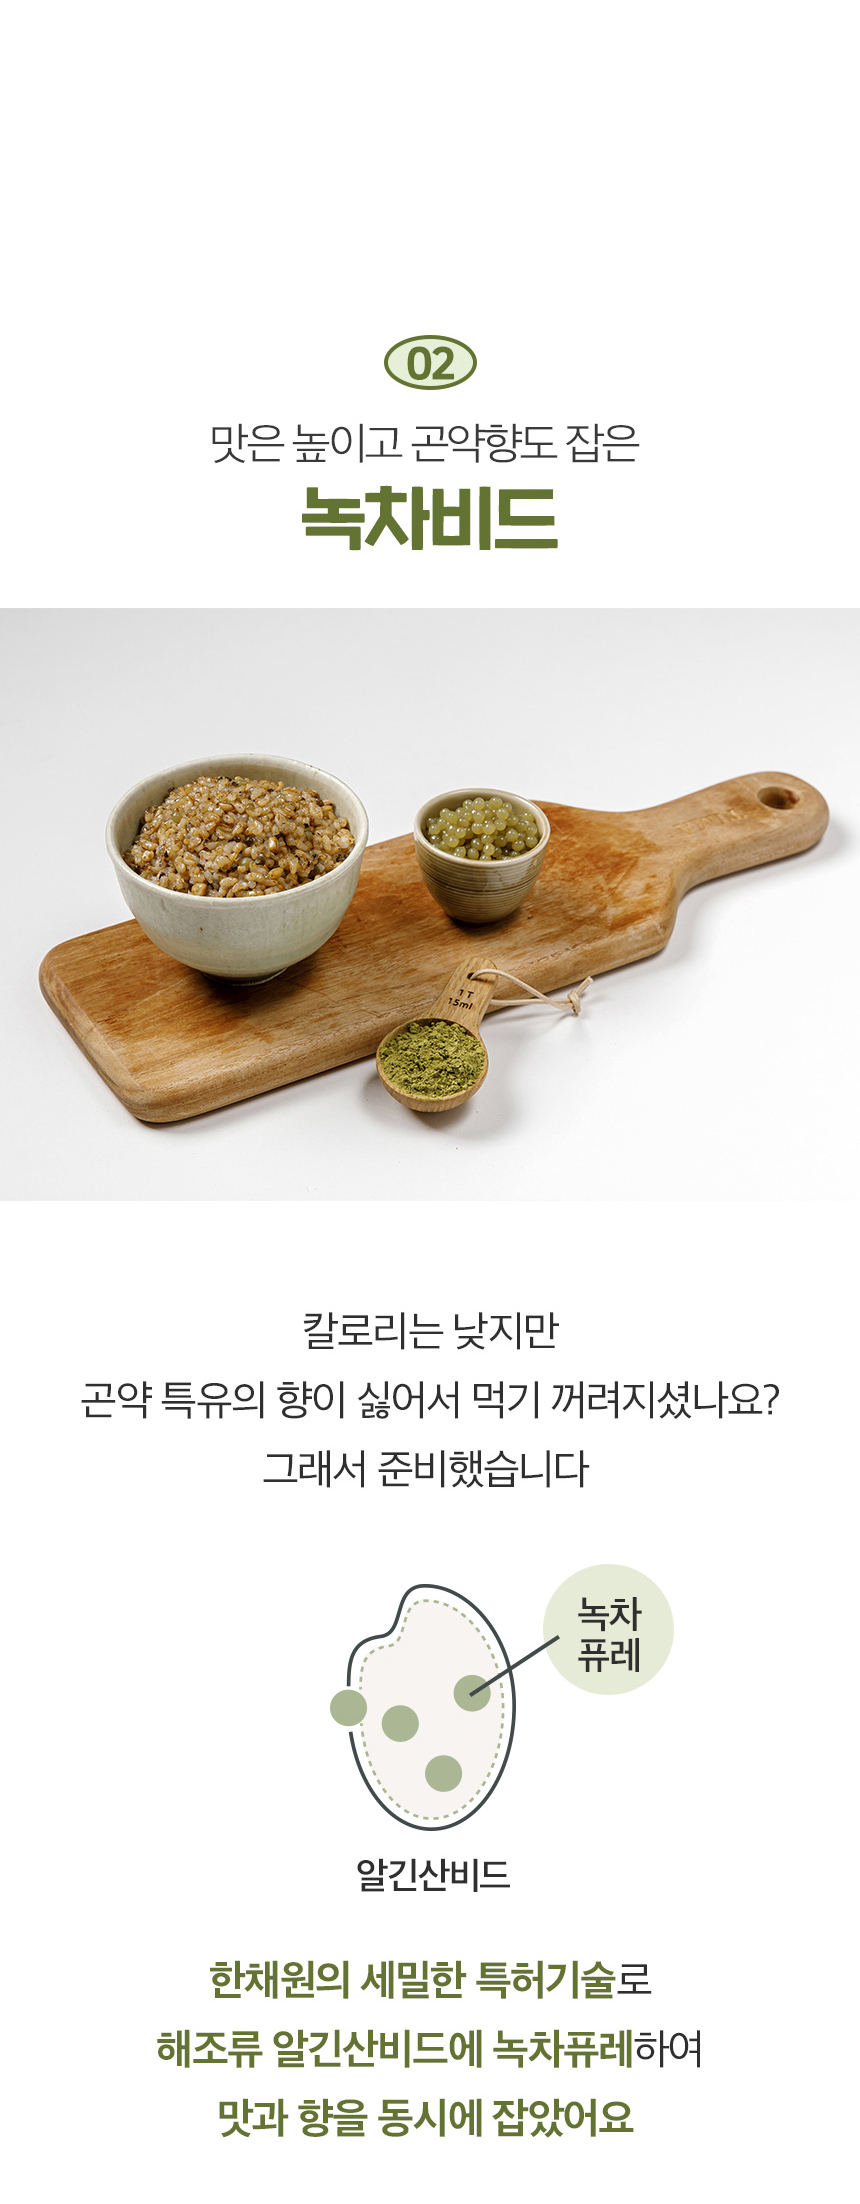 02
맛은 높이고 곤약향도 잡은
녹차비드
1 T
15ml
칼로리는 낮지만
곤약 특유의 향이 싫어서 먹기 꺼려지셨나요?
그래서 준비했습니다
녹차
퓨레
알긴산비드
한채원의 세밀한 특허기술로
해조류 알긴산비드에 녹차퓨레하여
맛과 향을 동시에 잡았어요